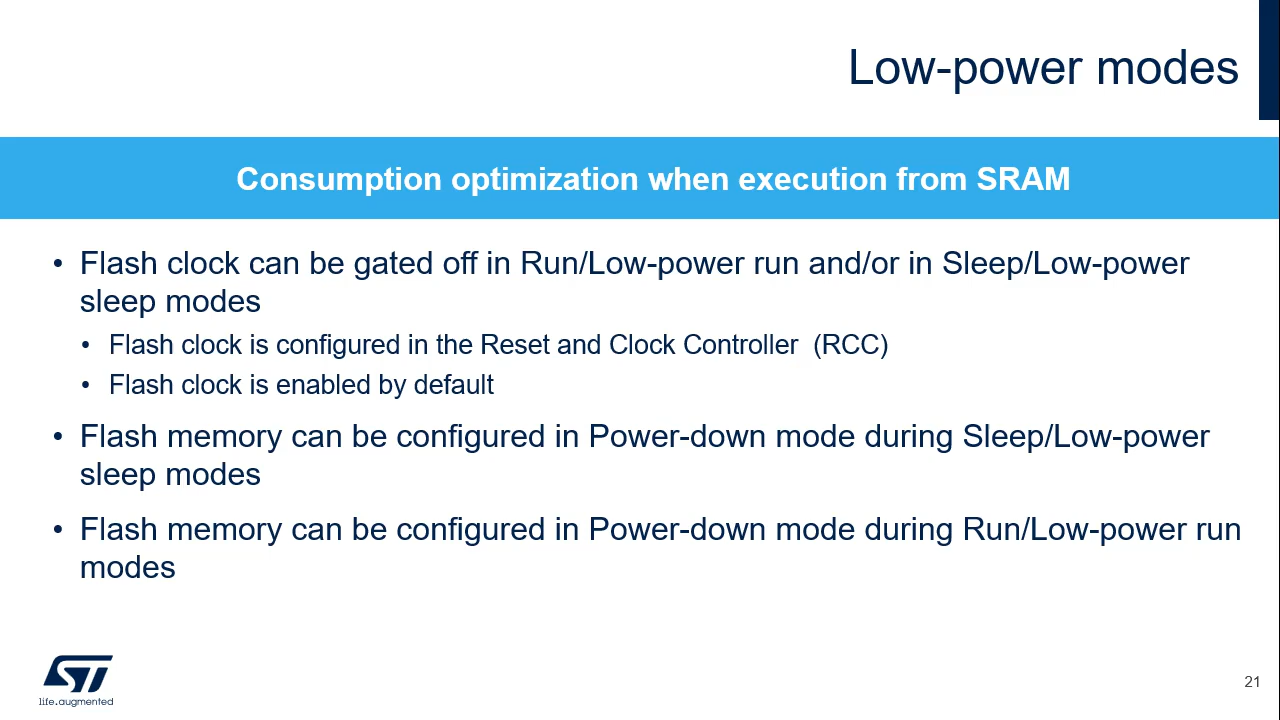 Low-power modes
Consumption optimization when execution from SRAM
• Flash clock can be gated off in Run/Low-power run and/or in Sleep/Low-power
sleep modes
• Flash clock is configured in the Reset and Clock Controller (RCC)
• Flash clock is enabled by default
• Flash memory can be configured in Power-down mode during Sleep/Low-power
sleep modes
• Flash memory can be configured in Power-down mode during Run/Low-power run
modes
ST
life.augmented
21